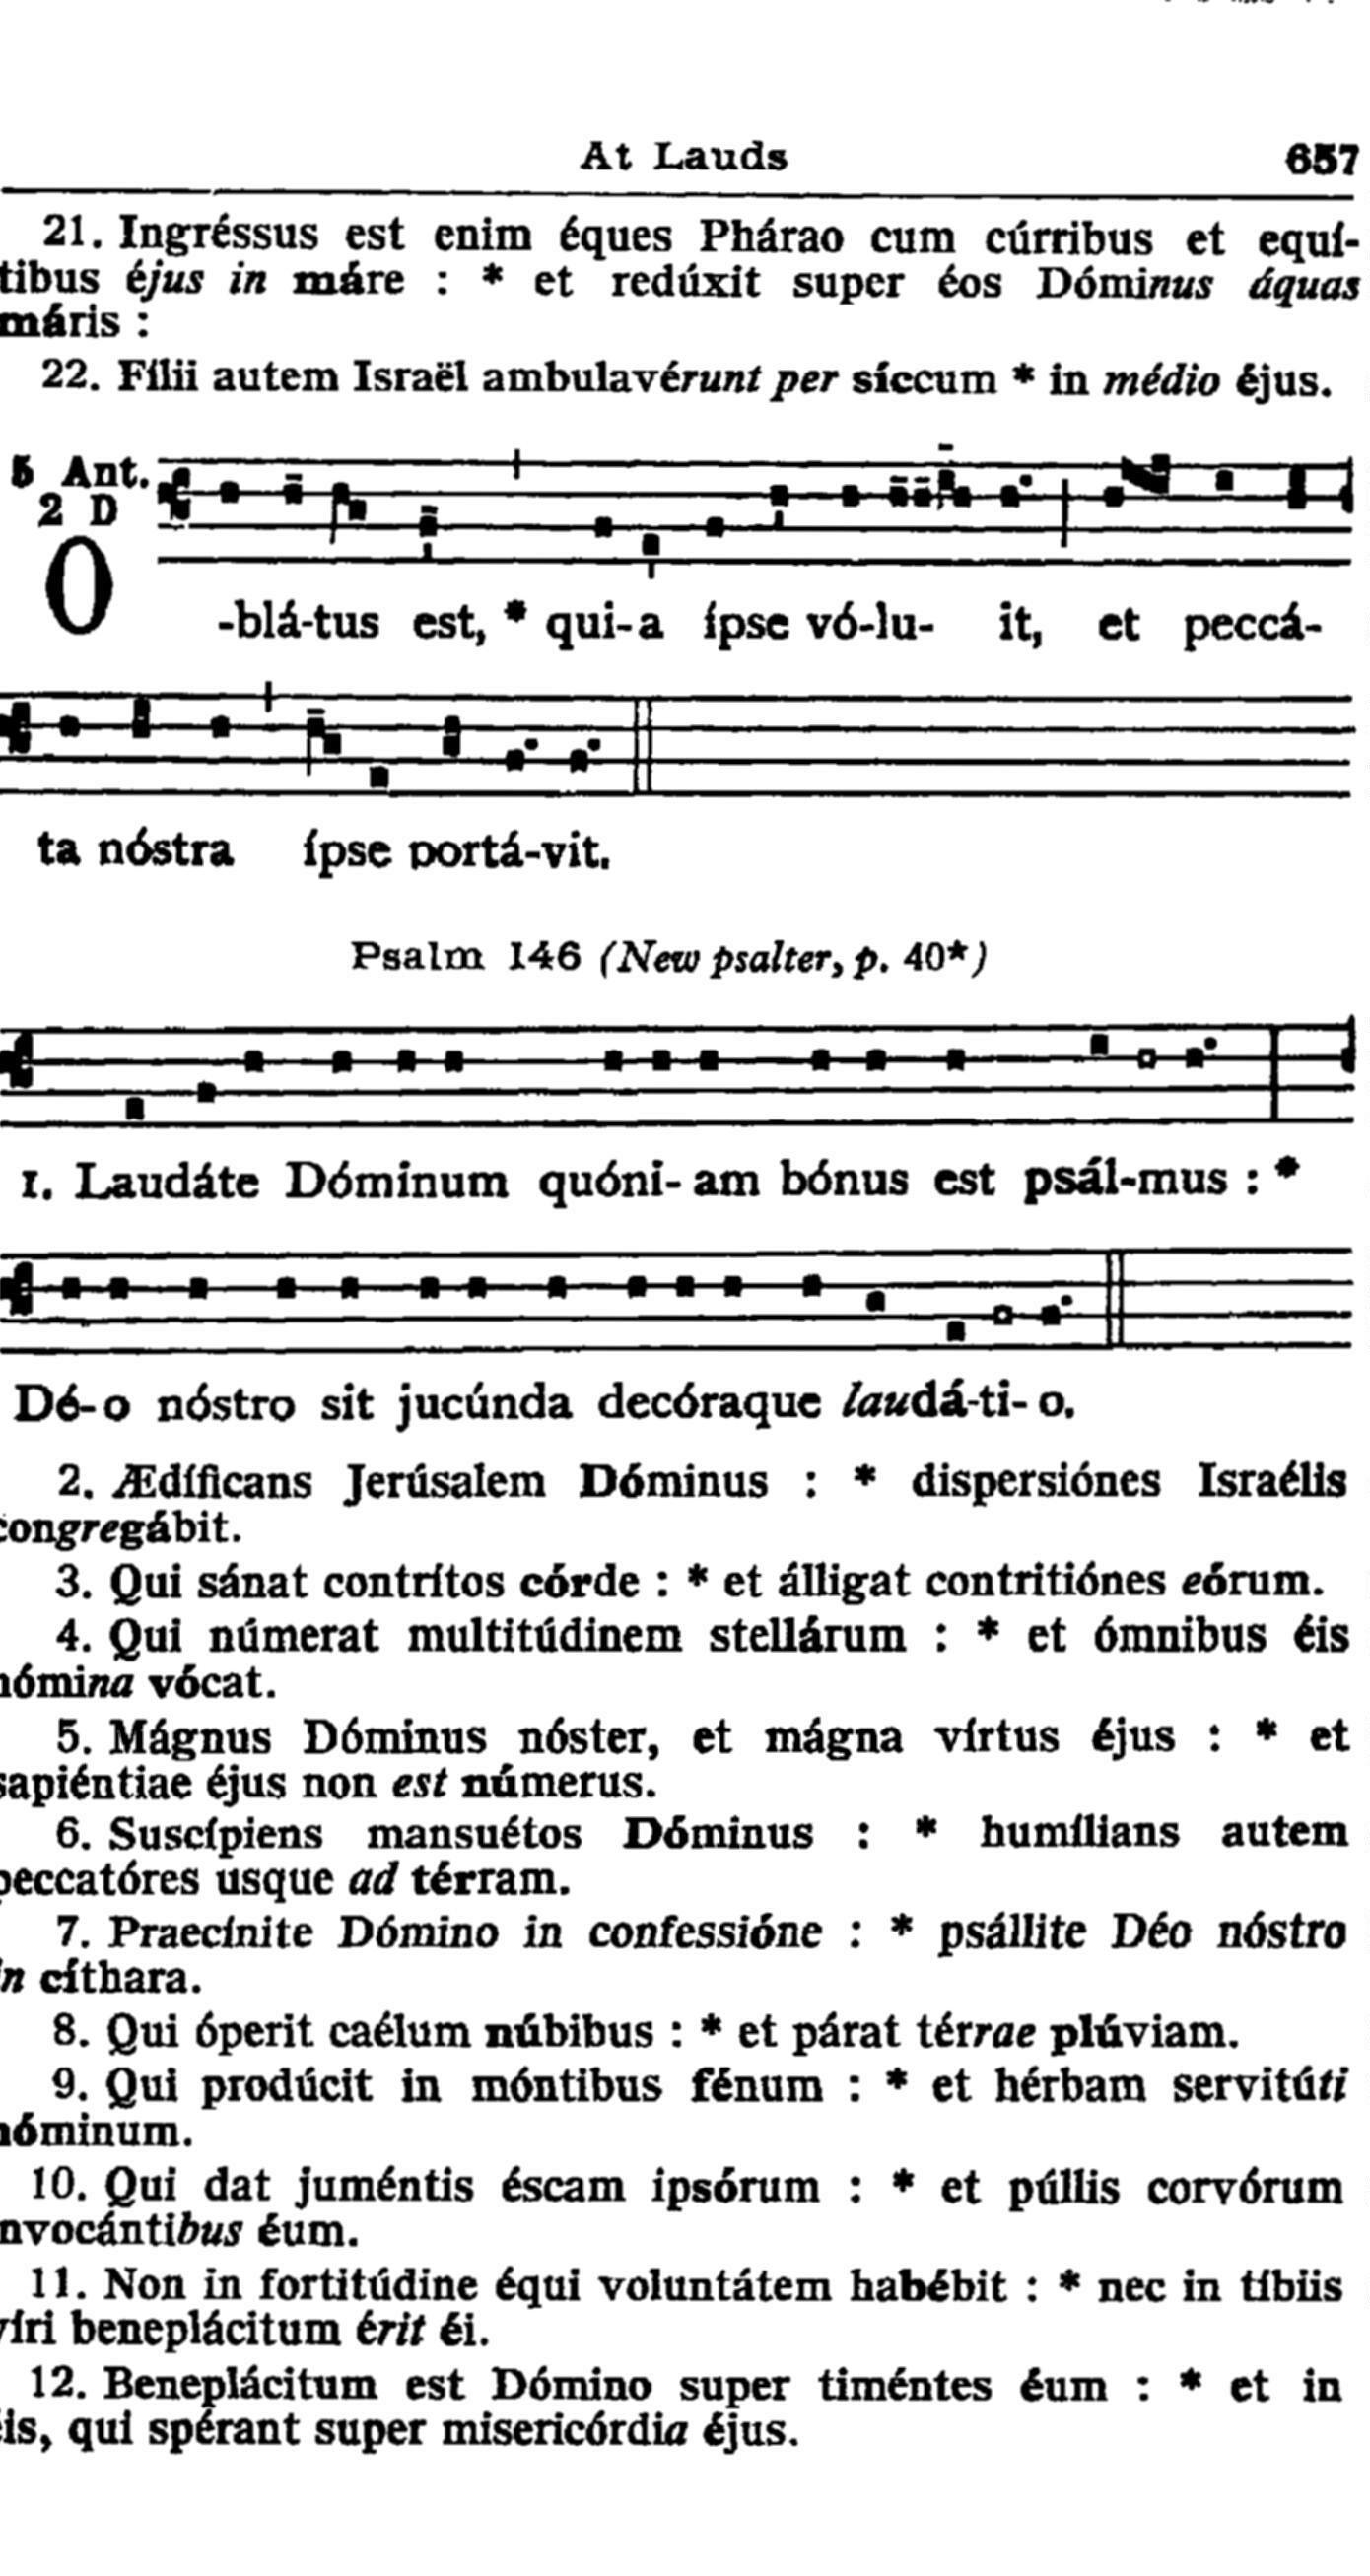 At Lauds 657
21. Ingréssus est enim éques Phárao cum cúrribus et equí-
tibus éjus in máre : * et redúxit super éos Dóminus áquas
máris :
22. Fílii autem Israël ambulavérunt per síccum * in médio éjus.
5 Ant.
2 D
O-blá-tus est, * qui-a ípse vó-lu- it, et peccá-
ta nóstra ípse portá-vit.
Psalm 146 (New psalter, p. 40*)
1. Laudáte Dóminum quóni-am bónus est psál-mus : *
Dé-o nóstro sit jucúnda decóraque laudá-ti-o.
2. Ædíficans Jerúsalem Dóminus : * dispersiónes Israélis
congregábit.
3. Qui sánat contrítos córde : * et álligat contritiónes eórum.
4. Qui númerat multitúdinem stellárum : * et ómnibus éis
nómina vócat.
5. Mágnus Dóminus nóster, et mágna vírtus éjus : * et
sapiéntiae éjus non est númerus.
6. Suscípiens mansuétos Dóminus : * humílians autem
peccatóres usque ad térram.
7. Praecínite Dómino in confessióne : * psállite Déo nóstro
in cíthara.
8. Qui óperit caélum núbibus : * et párat térrae plúviam.
9. Qui prodúcit in móntibus fénum : * et hérbam servitúti
hóminum.
10. Qui dat juméntis éscam ipsórum : * et púllis corvórum
nvocántibus éum.
11. Non in fortitúdine équi voluntátem habébit : * nec in tíbiis
víri beneplácitum érit éi.
12. Beneplácitum est Dómino super timéntes éum : * et in
éis, qui spérant super misericórdia éjus.